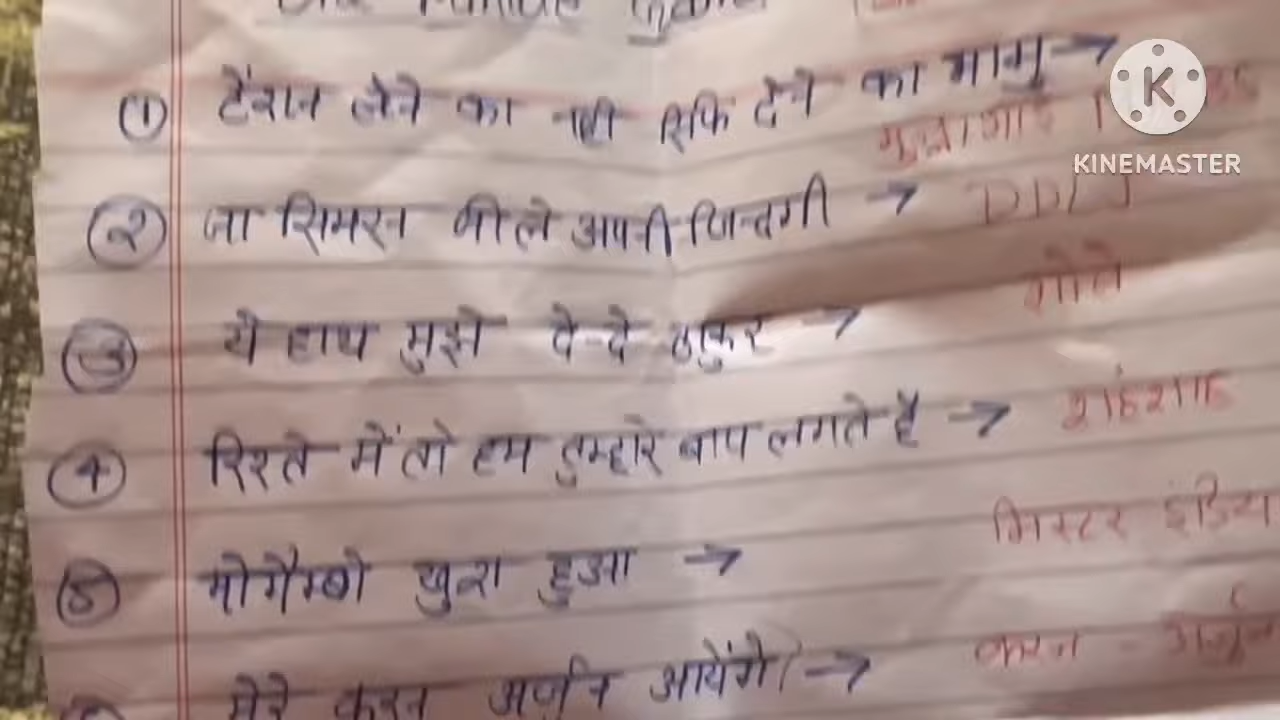 ① टेंशन लेने का नही सिर्फ देने का मामु →
मुन्नाभाई
KINEMASTER
② जा सिमरन जीले अपनी जिन्दगी → DDLJ
③ ये हाथ मुझे दे-दे ठाकुर → शोले
④ रिश्ते में तो हम तुम्हारे बाप लगते है → शहंशाह
⑤ मोगैम्बो खुश हुआ → मिस्टर इंडिया
मेरे करन अर्जुन आयेंगे → करन - अर्जुन